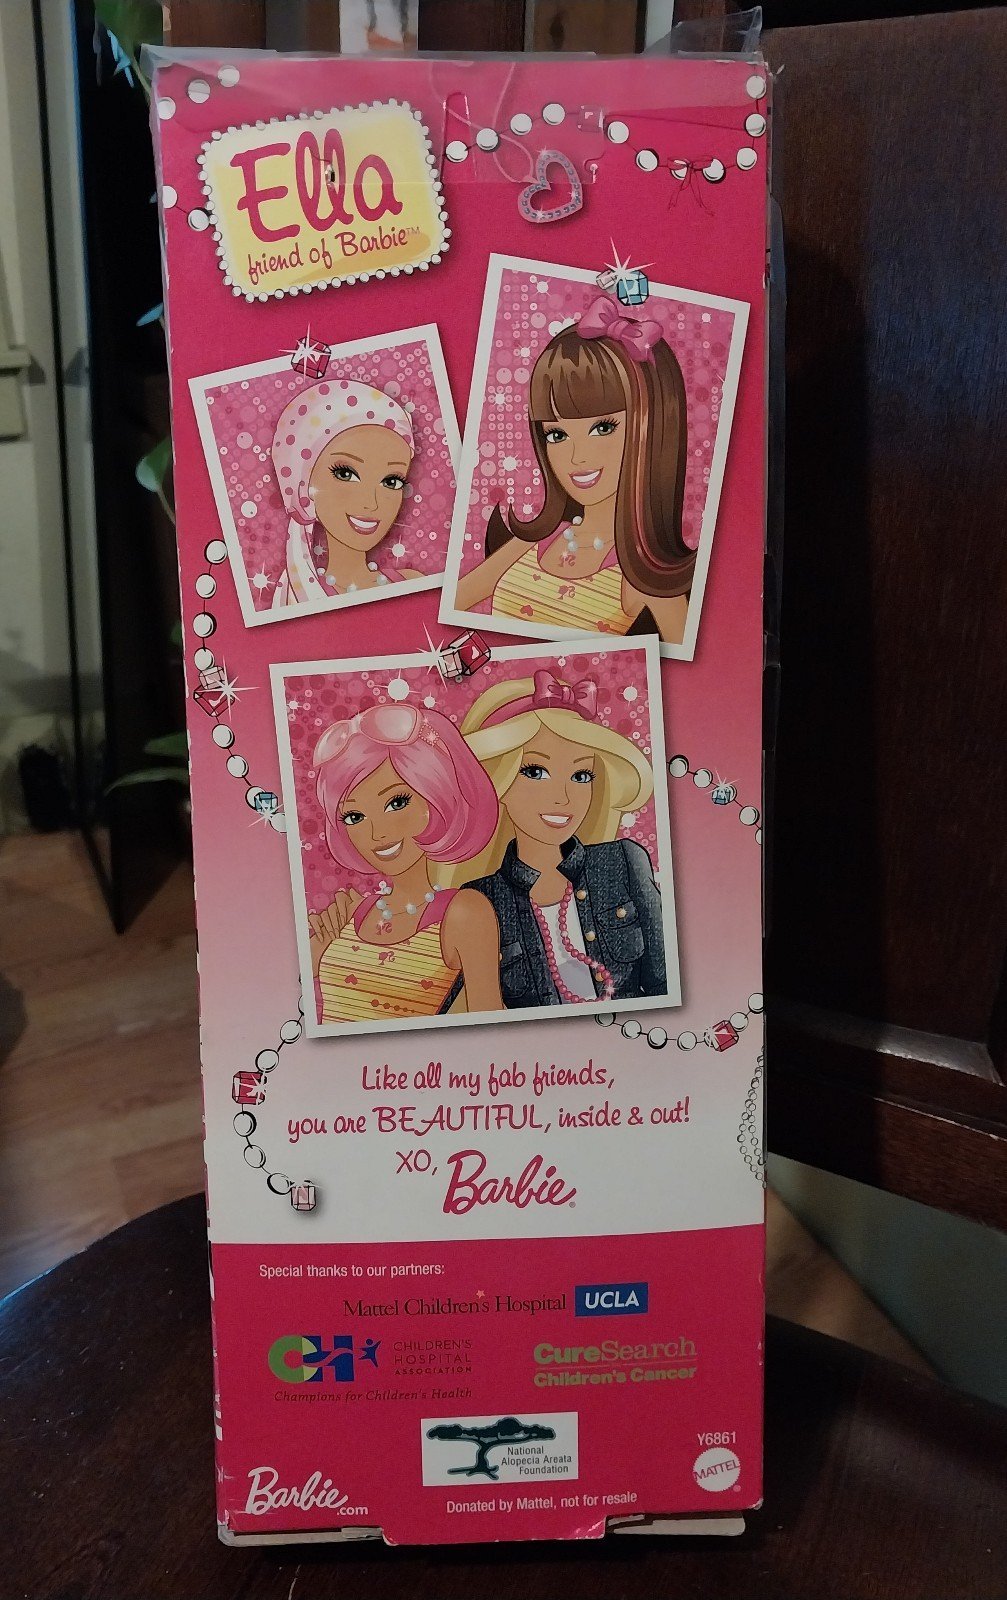 Ella
friend of Barbie™
Like all my fab friends,
you are BEAUTIFUL, inside & out!
XO, Barbie®
Special thanks to our partners:
Mattel Children's Hospital UCLA
CH CHILDREN'S
HOSPITAL
ASSOCIATION
Champions for Children's Health
CureSearch
Children's Cancer
National
Alopecia Areata
Foundation
Y6861
MATTEL®
Barbie.com
Donated by Mattel, not for resale